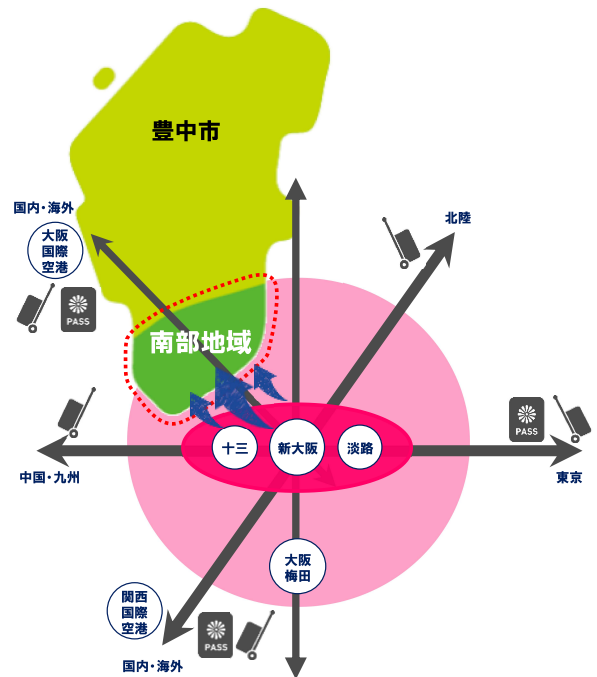 豊中市
国内・海外
大阪
国際
空港
北陸
PASS
南部地域
PASS
十三
新大阪
淡路
中国・九州
東京
大阪
梅田
関西
国際
空港
PASS
国内・海外